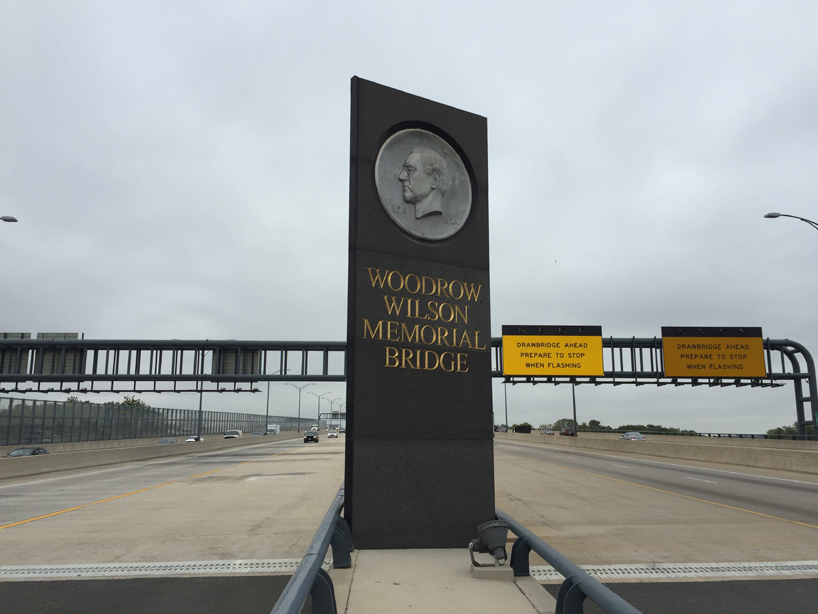 WOODROW
WILSON
MEMORIAL
BRIDGE
DRAWBRIDGE AHEAD
PREPARE TO STOP
WHEN FLASHING
DRAWBRIDGE AHEAD
PREPARE TO STOP
WHEN FLASHING